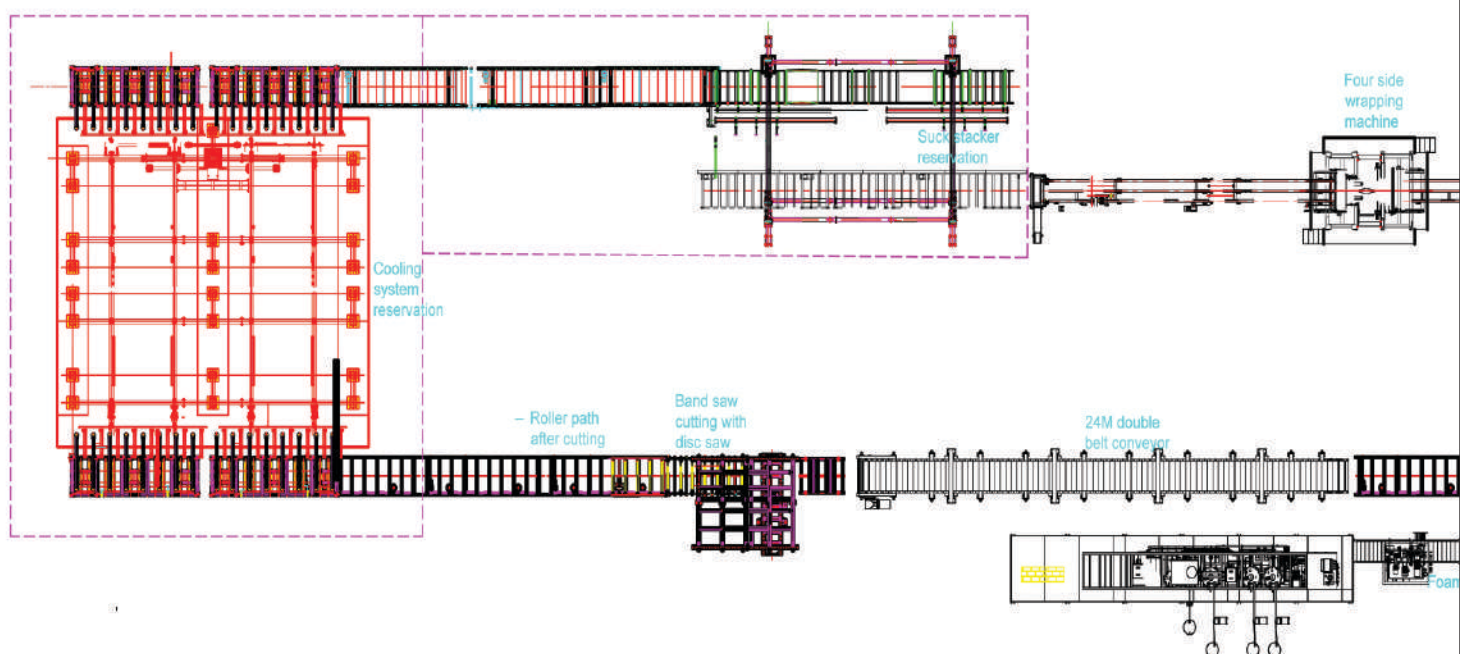 Four side
wrapping
machine
Suck stacker
reservation
Cooling
system
reservation
– Roller path
after cutting
Band saw
cutting with
disc saw
24M double
belt conveyor
Foam